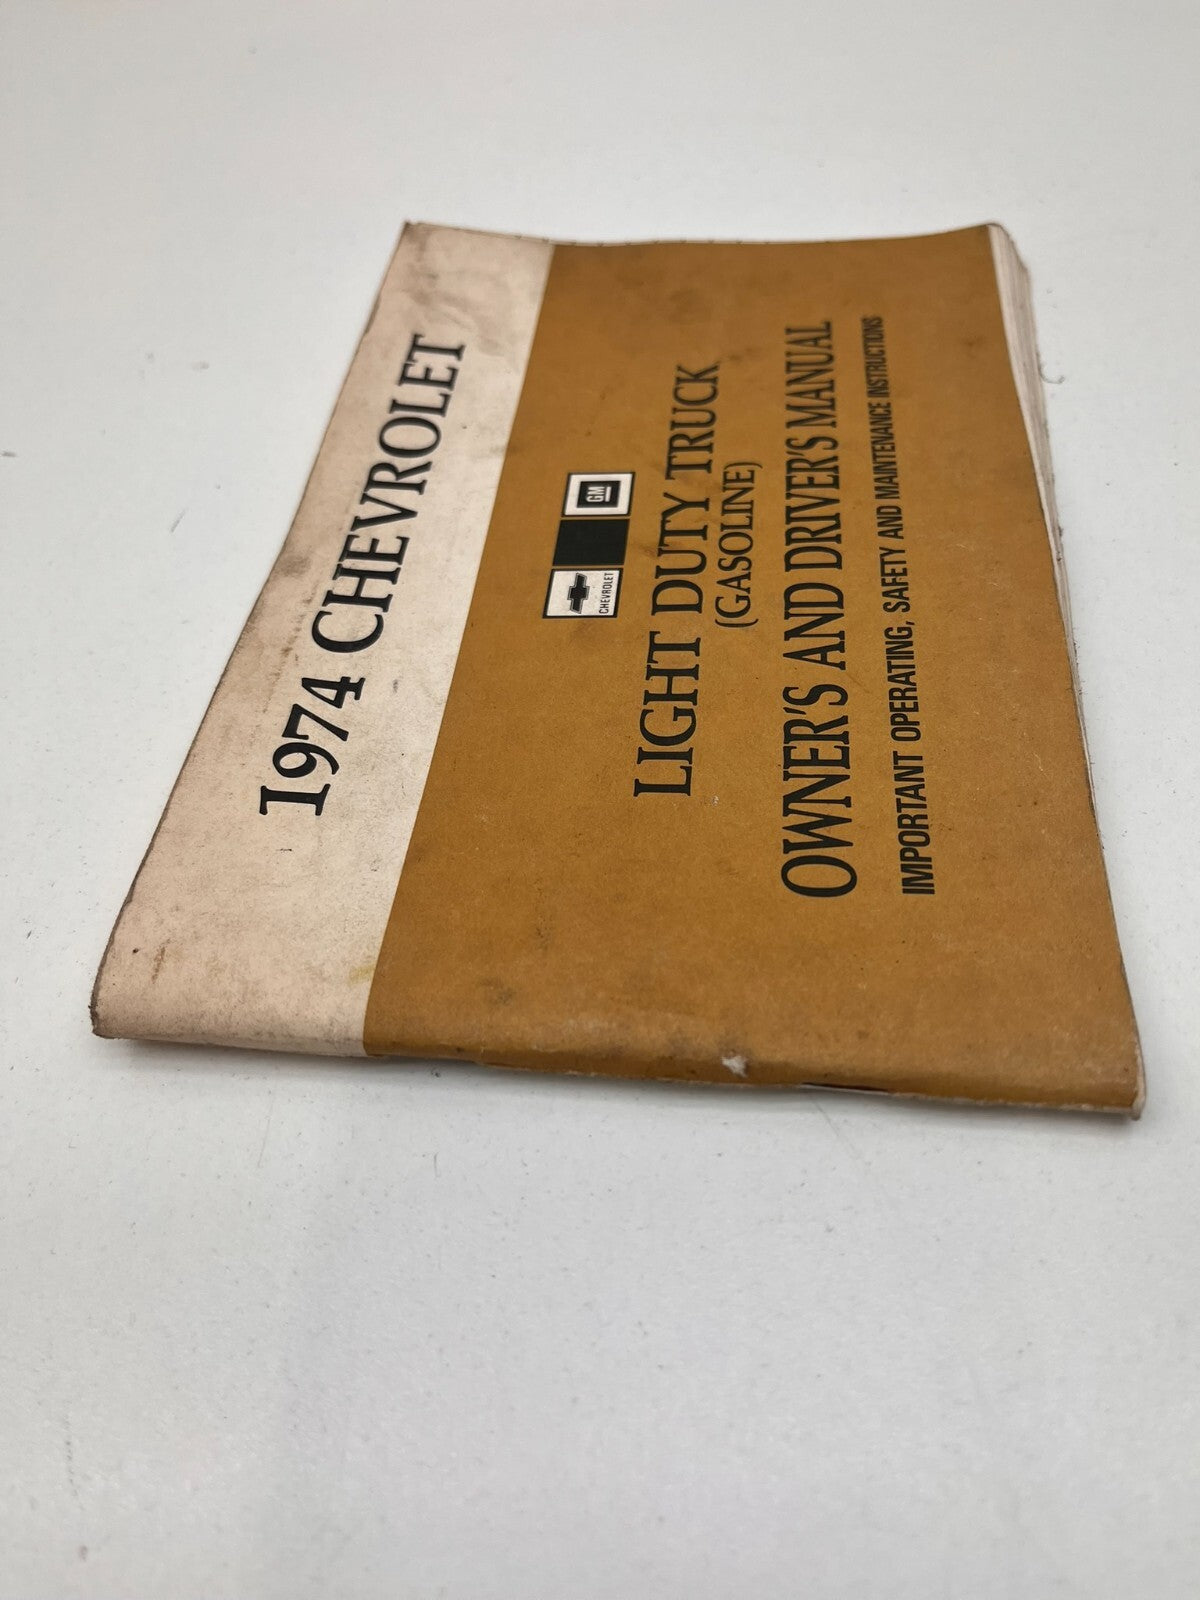 1974 CHEVROLET
CHEVROLET
GM
LIGHT DUTY TRUCK
(GASOLINE)
OWNER'S AND DRIVER'S MANUAL
IMPORTANT OPERATING, SAFETY AND MAINTENANCE INSTRUCTIONS